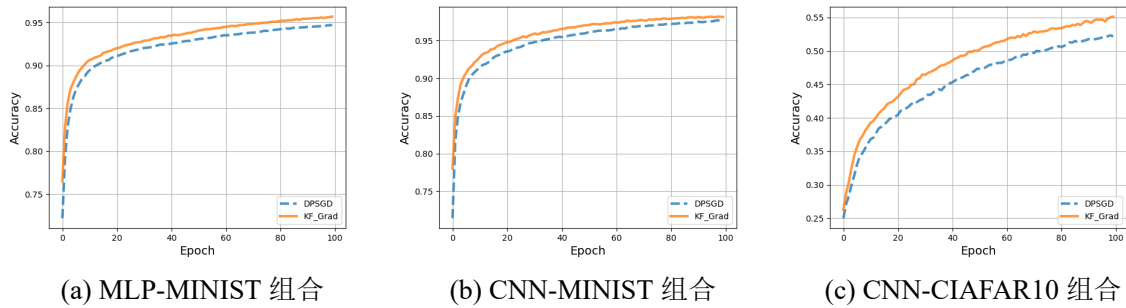 0.95
0.90
0.85
0.80
0.75
Accuracy
0 20 40 60 80 100
Epoch
DPSGD
KF_Grad
(a) MLP-MINIST 组合
0.95
0.90
0.85
0.80
0.75
Accuracy
0 20 40 60 80 100
Epoch
DPSGD
KF_Grad
(b) CNN-MINIST 组合
0.55
0.50
0.45
0.40
0.35
0.30
0.25
Accuracy
0 20 40 60 80 100
Epoch
DPSGD
KF_Grad
(c) CNN-CIAFAR10 组合